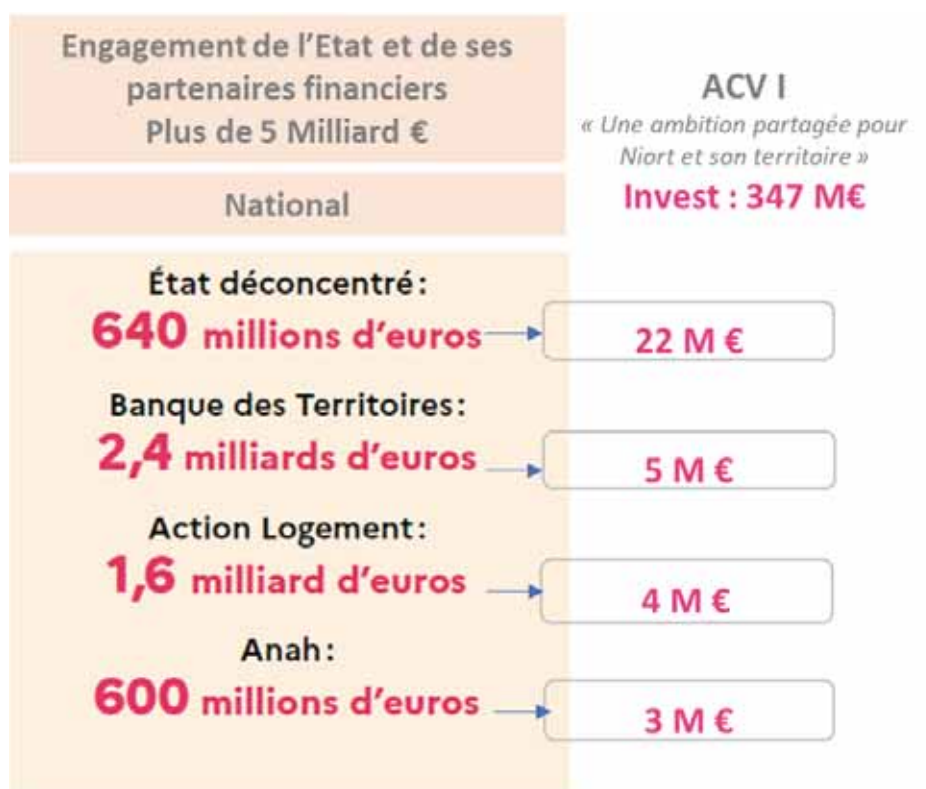 Engagement de l'Etat et de ses
partenaires financiers
Plus de 5 Milliard €
National
ACV I
« Une ambition partagée pour
Niort et son territoire »
Invest : 347 M€
État déconcentré :
640 millions d'euros
22 M €
Banque des Territoires :
2,4 milliards d'euros
5 M €
Action Logement :
1,6 milliard d'euros
4 M €
Anah :
600 millions d'euros
3 M €